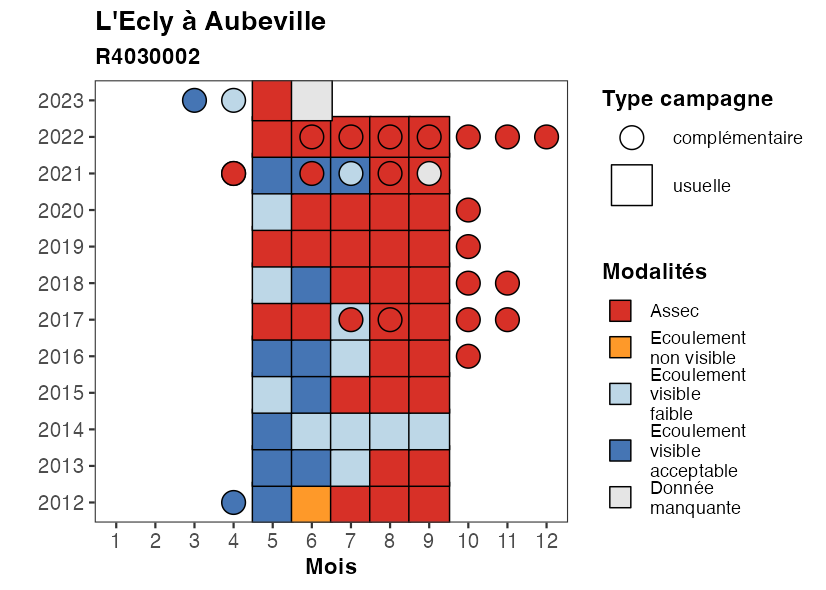 L'Ecly à Aubeville
R4030002
2023
2022
2021
2020
2019
2018
2017
2016
2015
2014
2013
2012
1 2 3 4 5 6 7 8 9 10 11 12
Mois
Type campagne
complémentaire
usuelle
Modalités
Assec
Ecoulement
non visible
Ecoulement
visible
faible
Ecoulement
visible
acceptable
Donnée
manquante